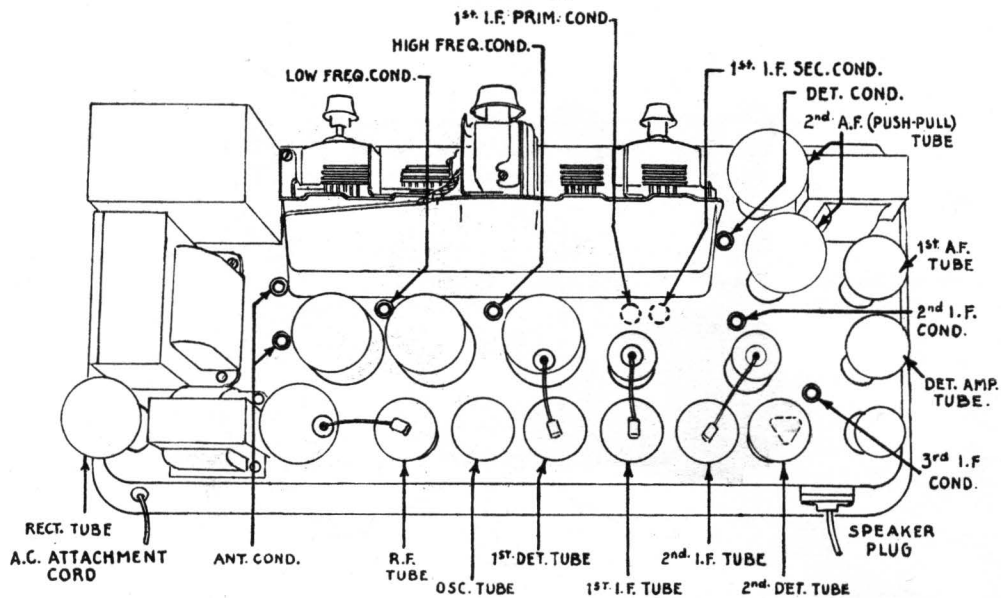 1st. I.F. PRIM. COND.
HIGH FREQ. COND.
LOW FREQ. COND.
1st. I.F. SEC. COND.
DET. COND.
2nd. A.F. (PUSH-PULL)
TUBE
1st. A.F.
TUBE
2nd I.F.
COND.
DET. AMP.
TUBE.
3rd I.F
COND.
SPEAKER
PLUG
RECT. TUBE
A.C. ATTACHMENT
CORD
ANT. COND.
R.F.
TUBE
OSC. TUBE
1st. DET. TUBE
1st. I.F. TUBE
2nd. I.F. TUBE
2nd. DET. TUBE